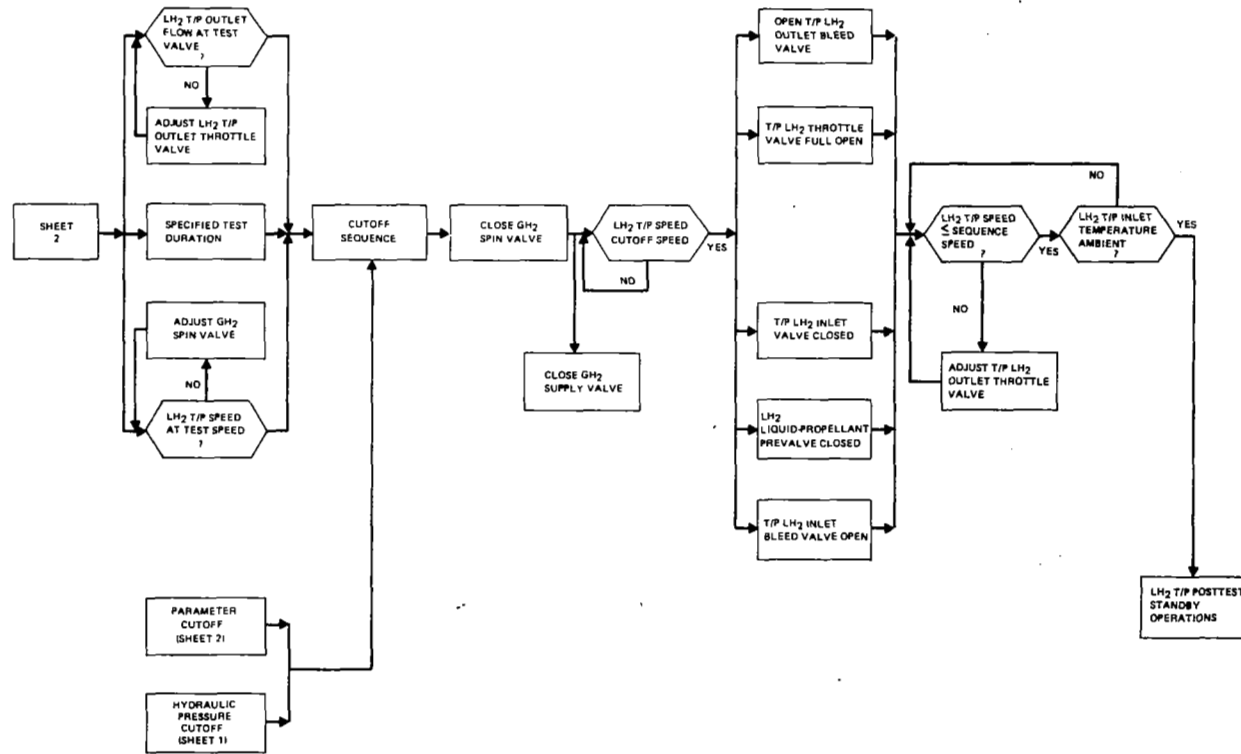 LH2 T/P OUTLET
FLOW AT TEST
VALVE
?
NO
ADJUST LH2 T/P
OUTLET THROTTLE
VALVE
SHEET
2
SPECIFIED TEST
DURATION
ADJUST GH2
SPIN VALVE
NO
LH2 T/P SPEED
AT TEST SPEED
?
PARAMETER
CUTOFF
(SHEET 2)
HYDRAULIC
PRESSURE
CUTOFF
(SHEET 1)
CUTOFF
SEQUENCE
CLOSE GH2
SPIN VALVE
CLOSE GH2
SUPPLY VALVE
LH2 T/P SPEED
CUTOFF SPEED
NO
YES
OPEN T/P LH2
OUTLET BLEED
VALVE
T/P LH2 THROTTLE
VALVE FULL OPEN
T/P LH2 INLET
VALVE CLOSED
LH2
LIQUID-PROPELLANT
PREVALVE CLOSED
T/P LH2 INLET
BLEED VALVE OPEN
LH2 T/P SPEED
≤ SEQUENCE
SPEED
?
YES
NO
ADJUST T/P LH2
OUTLET THROTTLE
VALVE
NO
LH2 T/P INLET
TEMPERATURE
AMBIENT
?
YES
LH2 T/P POSTTEST
STANDBY
OPERATIONS